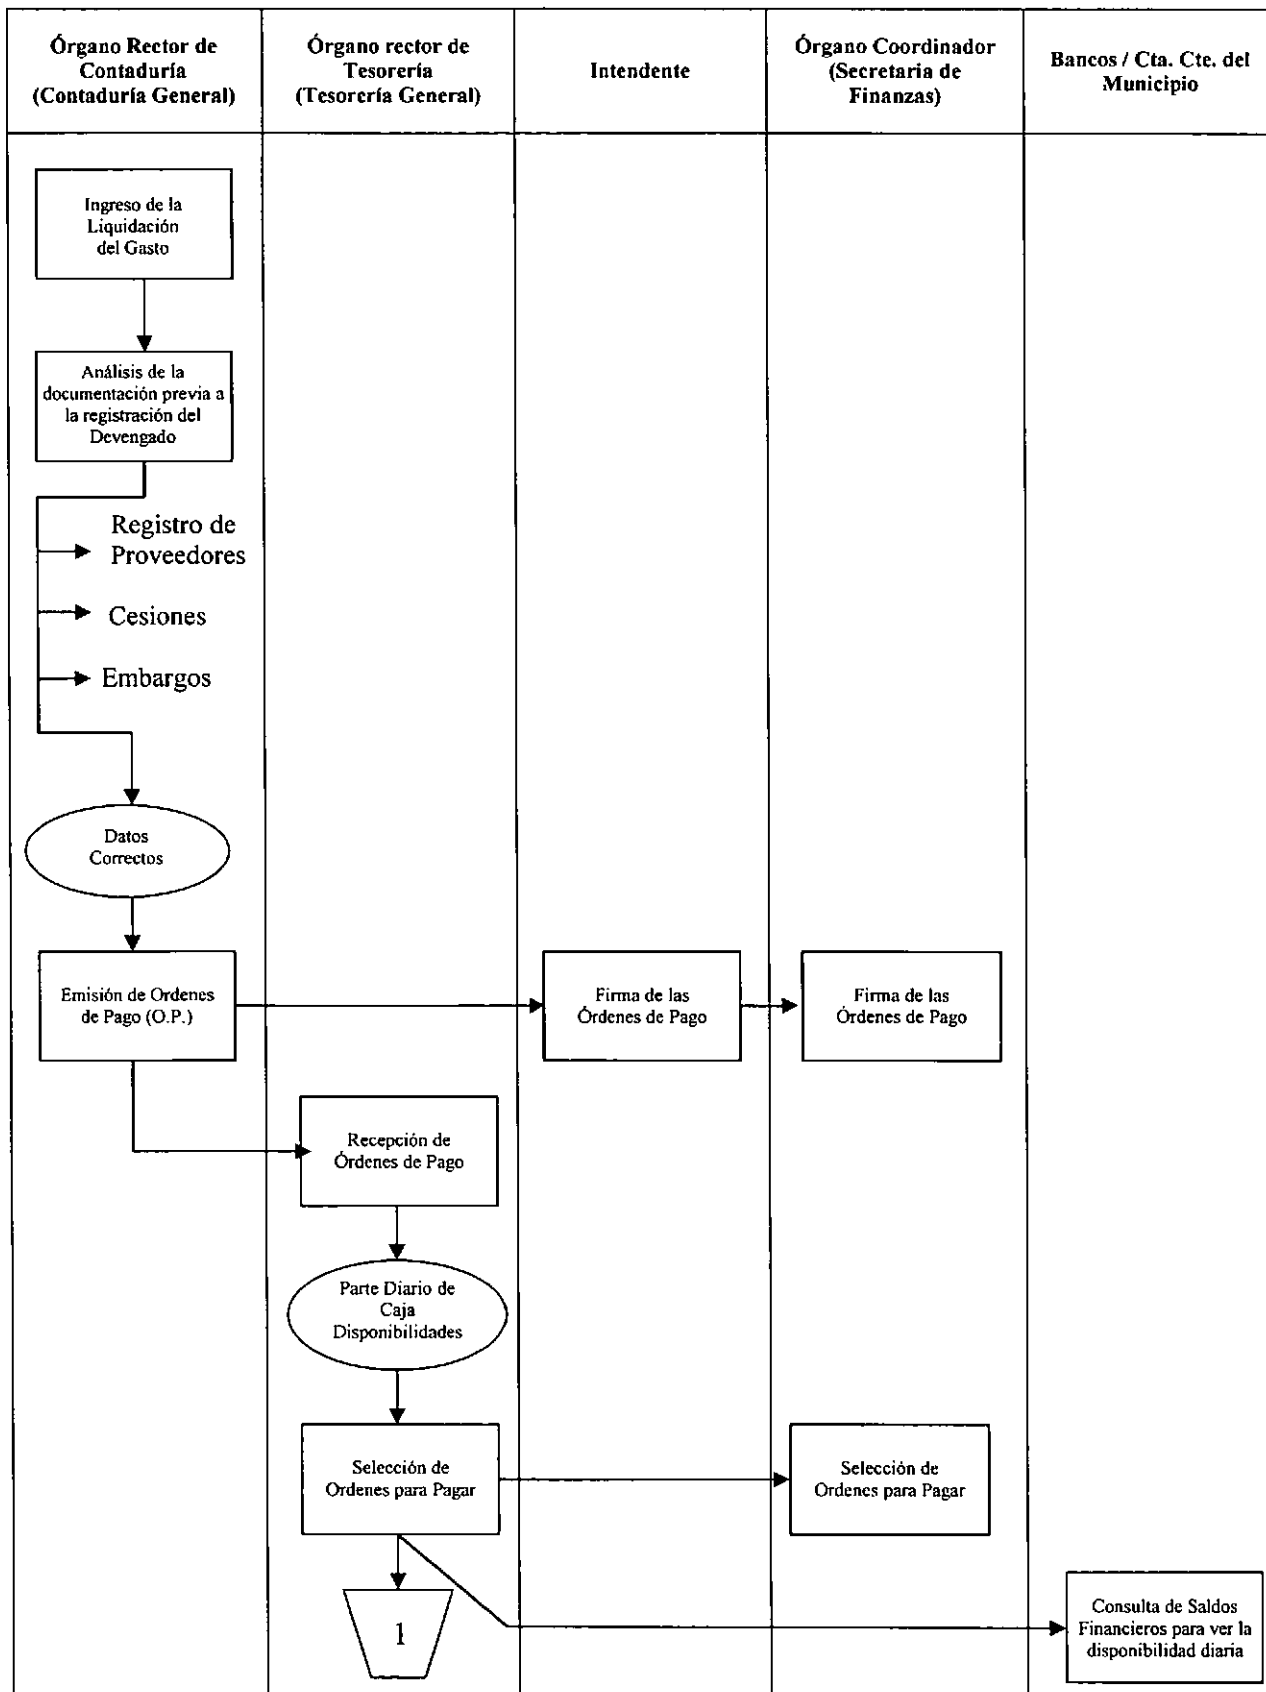 Órgano Rector de
Contaduría
(Contaduría General)
Órgano rector de
Tesorería
(Tesorería General)
Intendente
Órgano Coordinador
(Secretaria de
Finanzas)
Bancos / Cta. Cte. del
Municipio
Ingreso de la
Liquidación
del Gasto
Análisis de la
documentación previa a
la registración del
Devengado
Registro de
Proveedores
Cesiones
Embargos
Datos
Correctos
Emisión de Ordenes
de Pago (O.P.)
Firma de las
Órdenes de Pago
Firma de las
Órdenes de Pago
Recepción de
Órdenes de Pago
Parte Diario de
Caja
Disponibilidades
Selección de
Ordenes para Pagar
Selección de
Ordenes para Pagar
1
Consulta de Saldos
Financieros para ver la
disponibilidad diaria